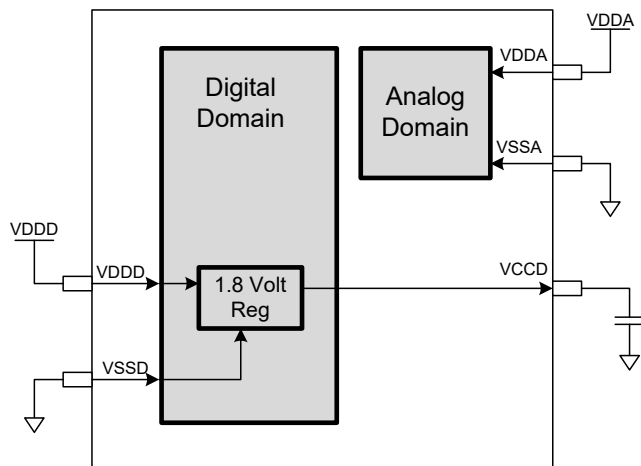 VDDA
VDDA
Digital
Domain
Analog
Domain
VSSA
VDDD
VDDD
1.8 Volt
Reg
VCCD
VSSD